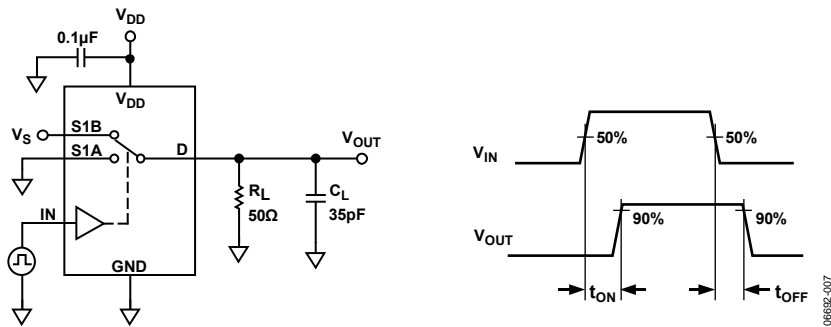 VDD
0.1µF
VDD
VS
S1B
S1A
D
VOUT
RL
50Ω
CL
35pF
IN
GND
VIN
50%
50%
VOUT
90%
90%
tON
tOFF
06692-007